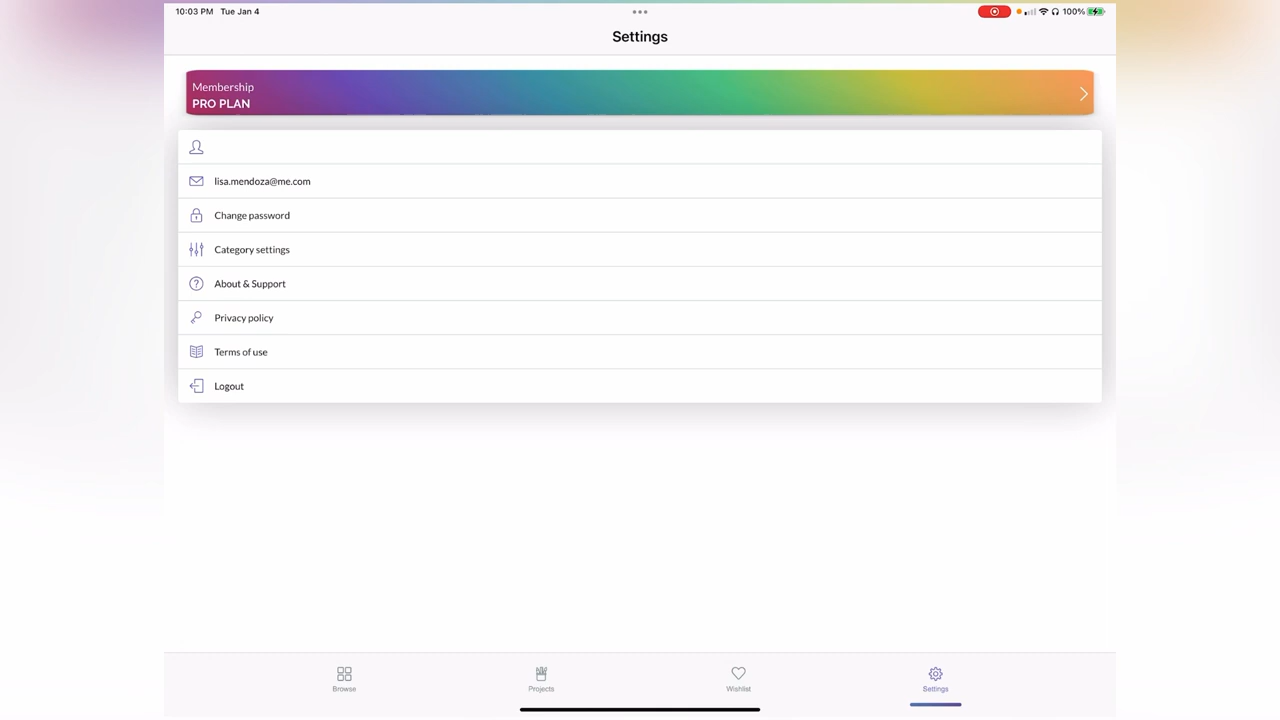 10:03 PM Tue Jan 4
100%
Settings
Membership
PRO PLAN
lisa.mendoza@me.com
Change password
Category settings
About & Support
Privacy policy
Terms of use
Logout
Browse
Projects
Wishlist
Settings